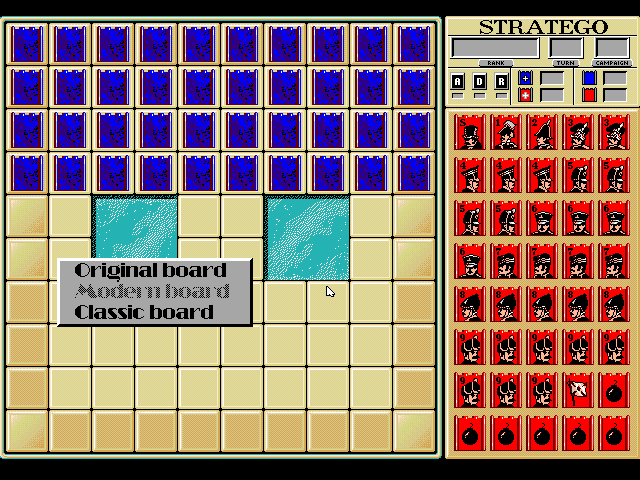 STRATEGO
RANK TURN CAMPAIGN
A D R
Original board
Modern board
Classic board